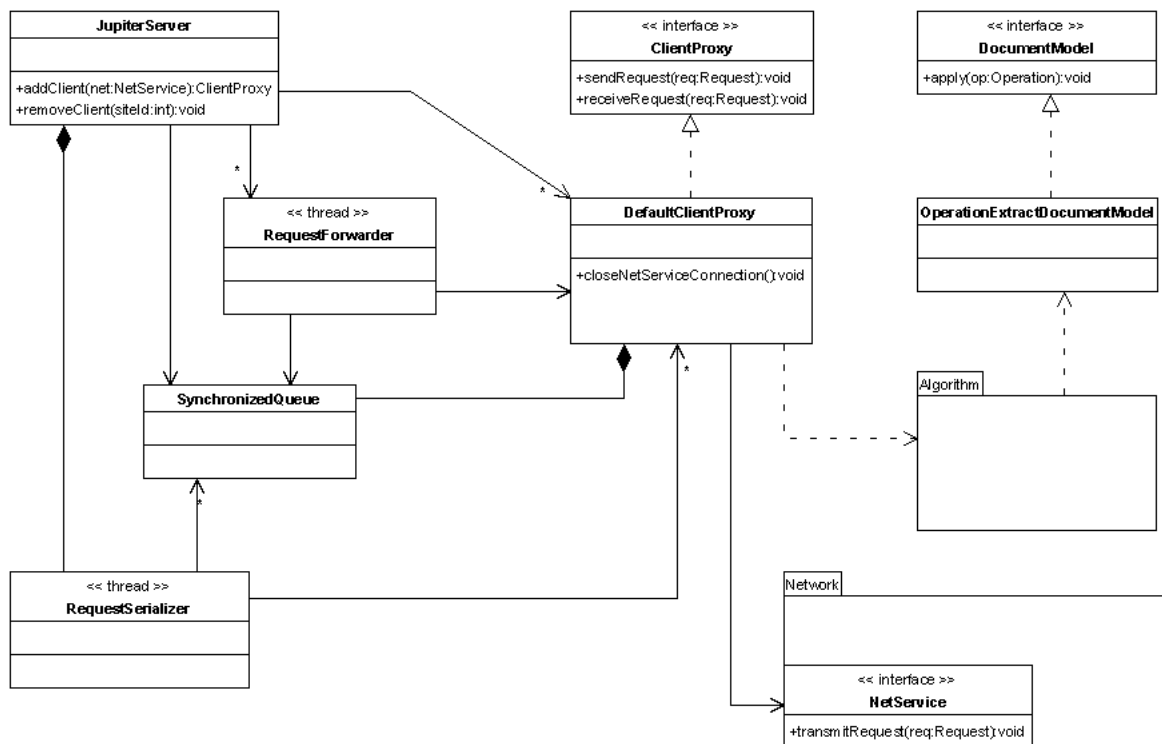 JupiterServer
+addClient(net:NetService):ClientProxy
+removeClient(siteId:int):void
<< interface >>
ClientProxy
+sendRequest(req:Request):void
+receiveRequest(req:Request):void
<< interface >>
DocumentModel
+apply(op:Operation):void
*
*
<< thread >>
RequestForwarder
DefaultClientProxy
+closeNetServiceConnection():void
OperationExtractDocumentModel
SynchronizedQueue
*
Algorithm
*
<< thread >>
RequestSerializer
Network
<< interface >>
NetService
+transmitRequest(req:Request):void